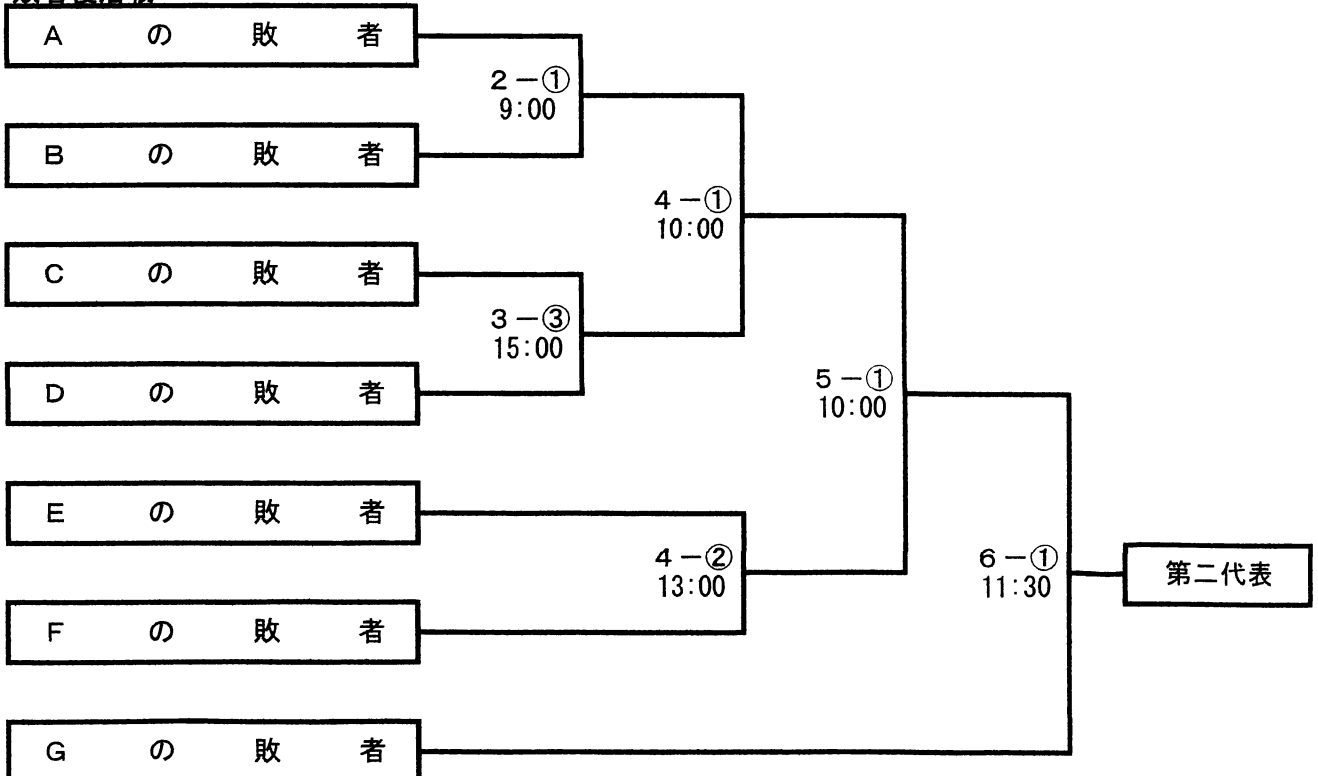 A の 敗 者
2－①
9:00
B の 敗 者
4－①
10:00
C の 敗 者
3－③
15:00
D の 敗 者
5－①
10:00
E の 敗 者
4－②
13:00
6－①
11:30
第二代表
F の 敗 者
G の 敗 者